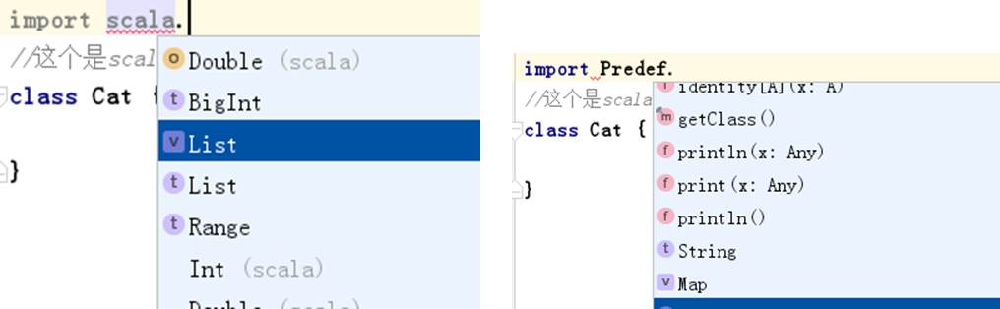 import scala.
//这个是scal
Double (scala)
class Cat {
BigInt
List
}
List
Range
Int (scala)
Double (scala)
import Predef.
identity[A](x: A)
//这个是scala
getClass()
class Cat {
println(x: Any)
print(x: Any)
}
println()
String
Map